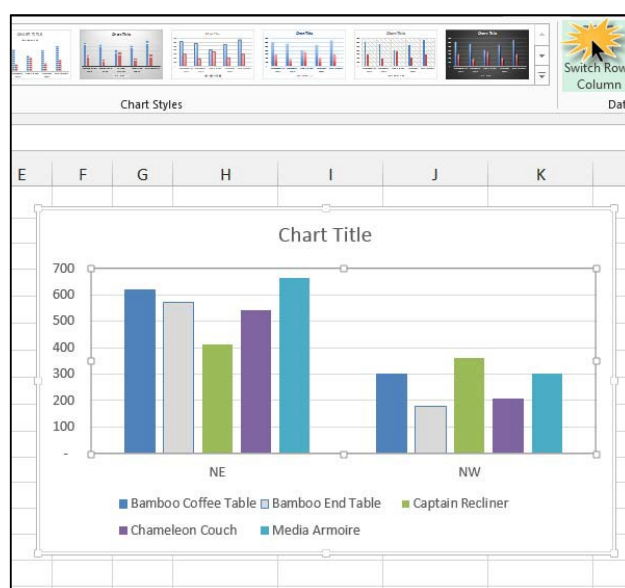 Chart Styles
Switch Row
Column
Dat
E F G H I J K
Chart Title
700
600
500
400
300
200
100
-
NE NW
Bamboo Coffee Table Bamboo End Table Captain Recliner
Chameleon Couch Media Armoire